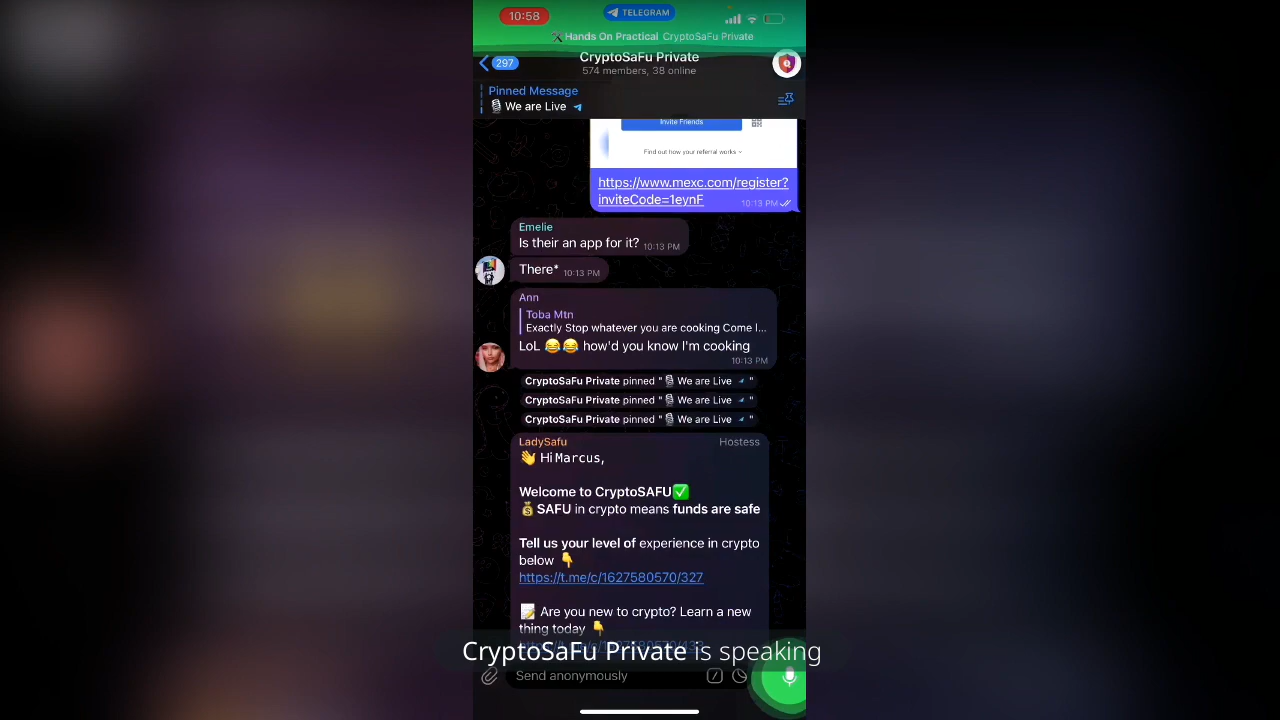 10:58
TELEGRAM
Hands On Practical CryptoSaFu Private
297
CryptoSaFu Private
574 members, 38 online
Pinned Message
🎙 We are Live
Invite Friends
Find out how your referral works
https://www.mexc.com/register?
inviteCode=1eynF
10:13 PM
Emelie
Is their an app for it? 10:13 PM
There* 10:13 PM
Ann
Toba Mtn
Exactly Stop whatever you are cooking Come l...
LoL 😂😂 how'd you know I'm cooking
10:13 PM
CryptoSaFu Private pinned "🎙 We are Live"
CryptoSaFu Private pinned "🎙 We are Live"
CryptoSaFu Private pinned "🎙 We are Live"
LadySafu Hostess
👋 Hi Marcus,
Welcome to CryptoSAFU✅
💰 SAFU in crypto means funds are safe
Tell us your level of experience in crypto
below 👇
https://t.me/c/1627580570/327
📝 Are you new to crypto? Learn a new
thing today 👇
CryptoSaFu Private is speaking
Send anonymously